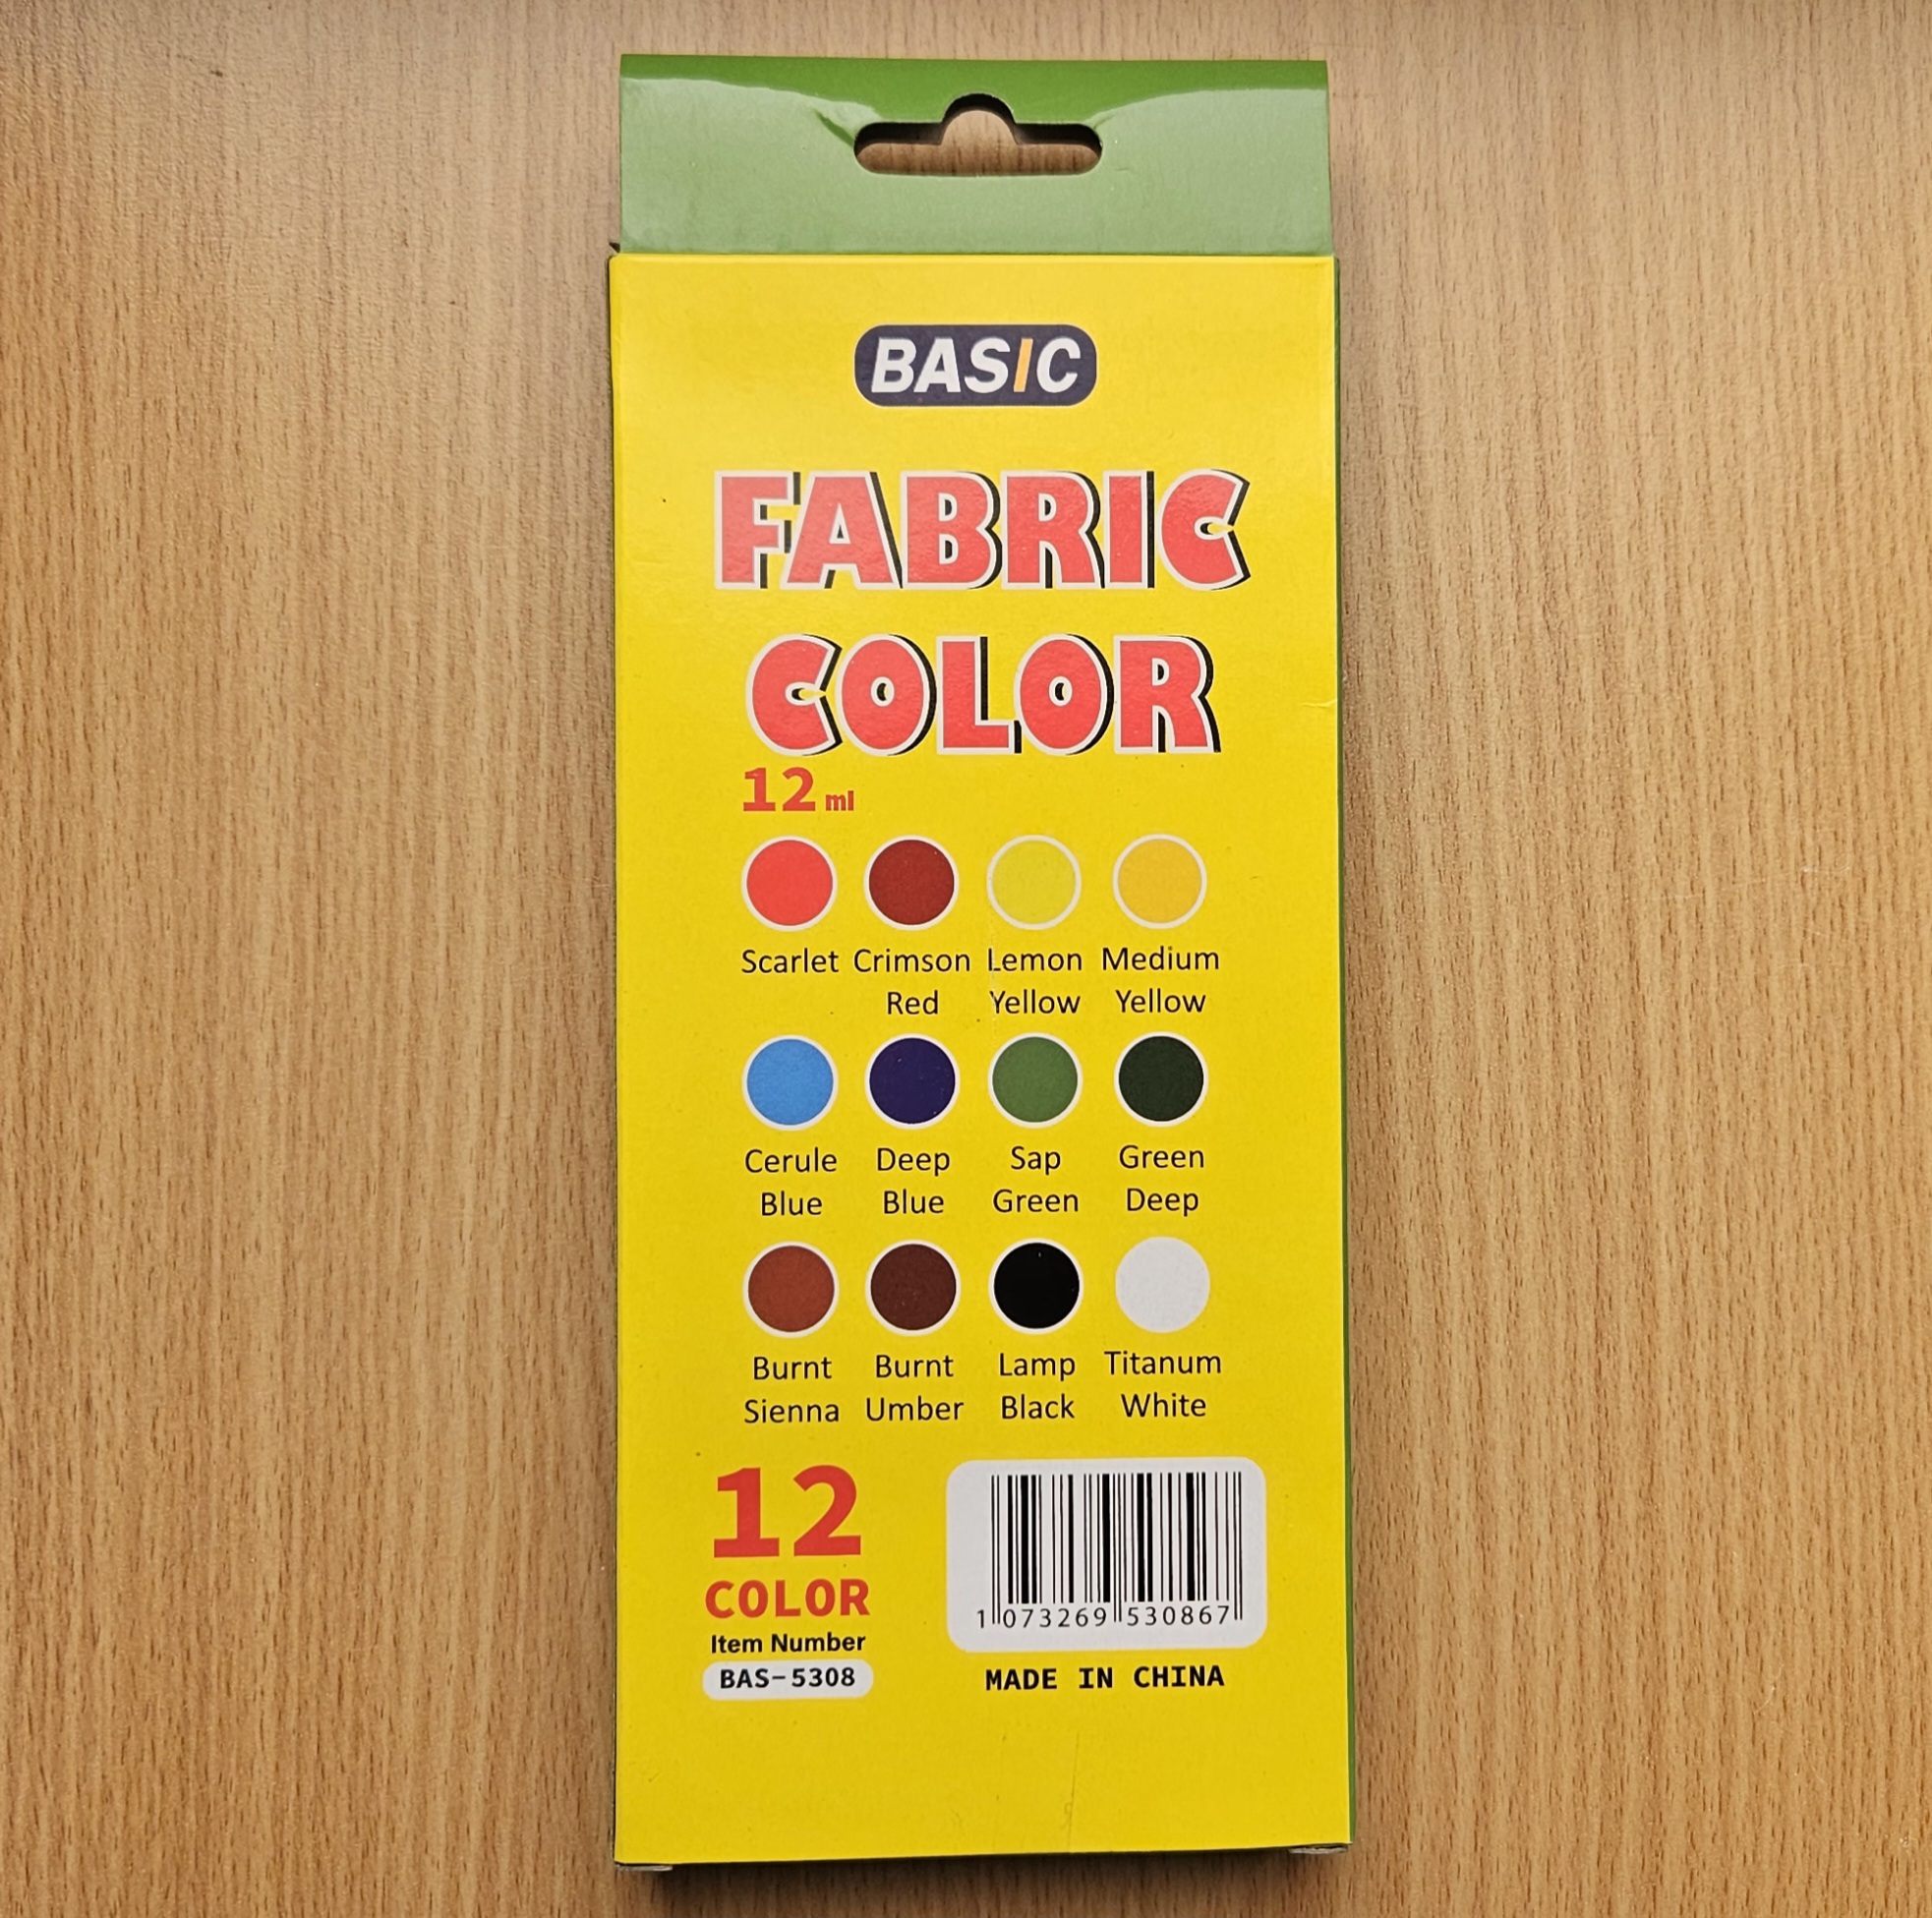 BASIC
FABRIC
COLOR
12 ml
Scarlet Crimson Red Lemon Yellow Medium Yellow
Cerule Blue Deep Blue Sap Green Green Deep
Burnt Sienna Burnt Umber Lamp Black Titanum White
12
COLOR
Item Number
BAS-5308
1 073269 530867
MADE IN CHINA